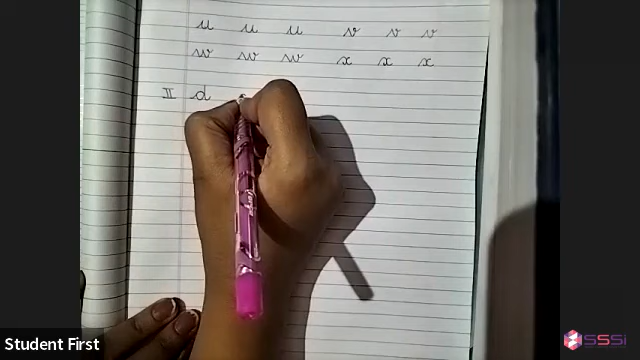 u u u v v v
w w w x x x
II d
Student First
SSSi